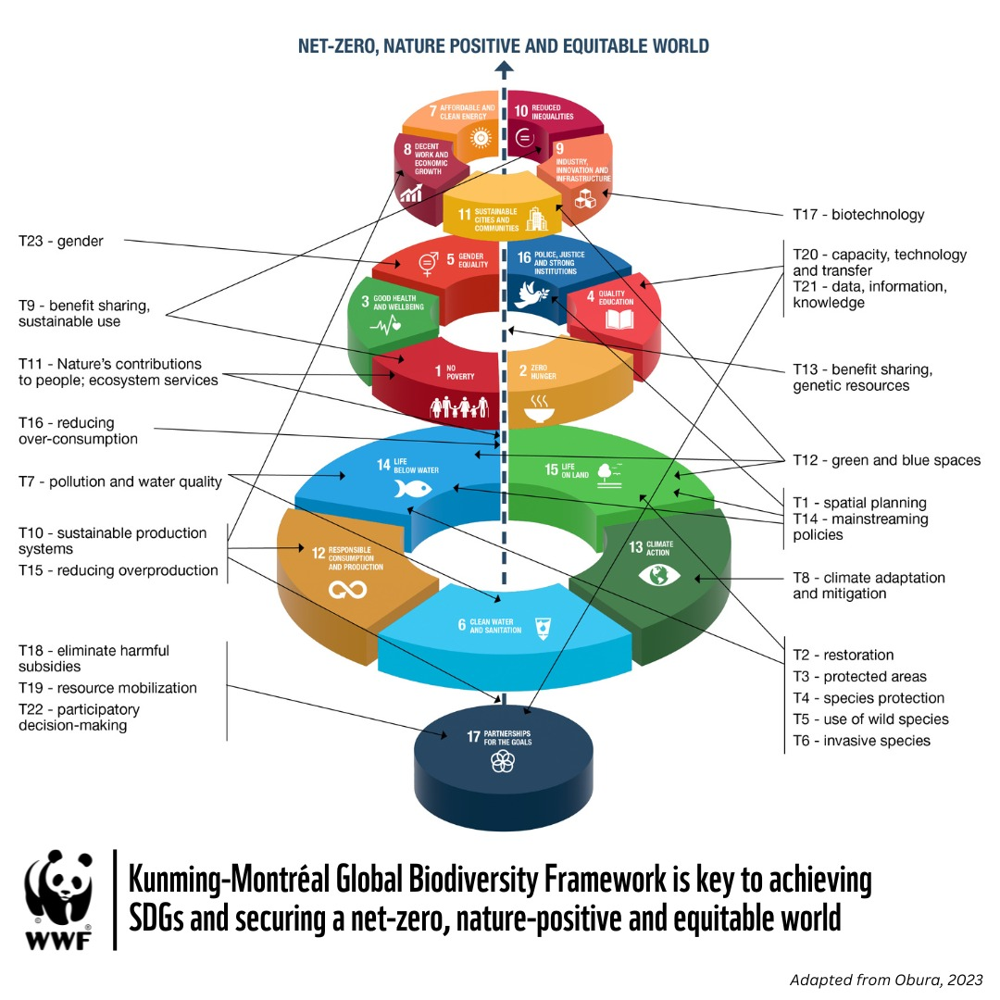 NET-ZERO, NATURE POSITIVE AND EQUITABLE WORLD
7 AFFORDABLE AND
CLEAN ENERGY
10 REDUCED
INEQUALITIES
8 DECENT
WORK AND
ECONOMIC
GROWTH
9
INDUSTRY,
INNOVATION AND
INFRASTRUCTURE
11 SUSTAINABLE
CITIES AND
COMMUNITIES
5 GENDER
EQUALITY
16 POLICE, JUSTICE
AND STRONG
INSTITUTIONS
3 GOOD HEALTH
AND WELLBEING
4 QUALITY
EDUCATION
1 NO
POVERTY
2 ZERO
HUNGER
14 LIFE
BELOW WATER
15 LIFE
ON LAND
12 RESPONSIBLE
CONSUMPTION
AND PRODUCTION
13 CLIMATE
ACTION
6 CLEAN WATER
AND SANITATION
17 PARTNERSHIPS
FOR THE GOALS
T23 - gender
T9 - benefit sharing,
sustainable use
T11 - Nature's contributions
to people; ecosystem services
T16 - reducing
over-consumption
T7 - pollution and water quality
T10 - sustainable production
systems
T15 - reducing overproduction
T18 - eliminate harmful
subsidies
T19 - resource mobilization
T22 - participatory
decision-making
T17 - biotechnology
T20 - capacity, technology
and transfer
T21 - data, information,
knowledge
T13 - benefit sharing,
genetic resources
T12 - green and blue spaces
T1 - spatial planning
T14 - mainstreaming
policies
T8 - climate adaptation
and mitigation
T2 - restoration
T3 - protected areas
T4 - species protection
T5 - use of wild species
T6 - invasive species
© ®
WWF
Kunming-Montréal Global Biodiversity Framework is key to achieving
SDGs and securing a net-zero, nature-positive and equitable world
Adapted from Obura, 2023